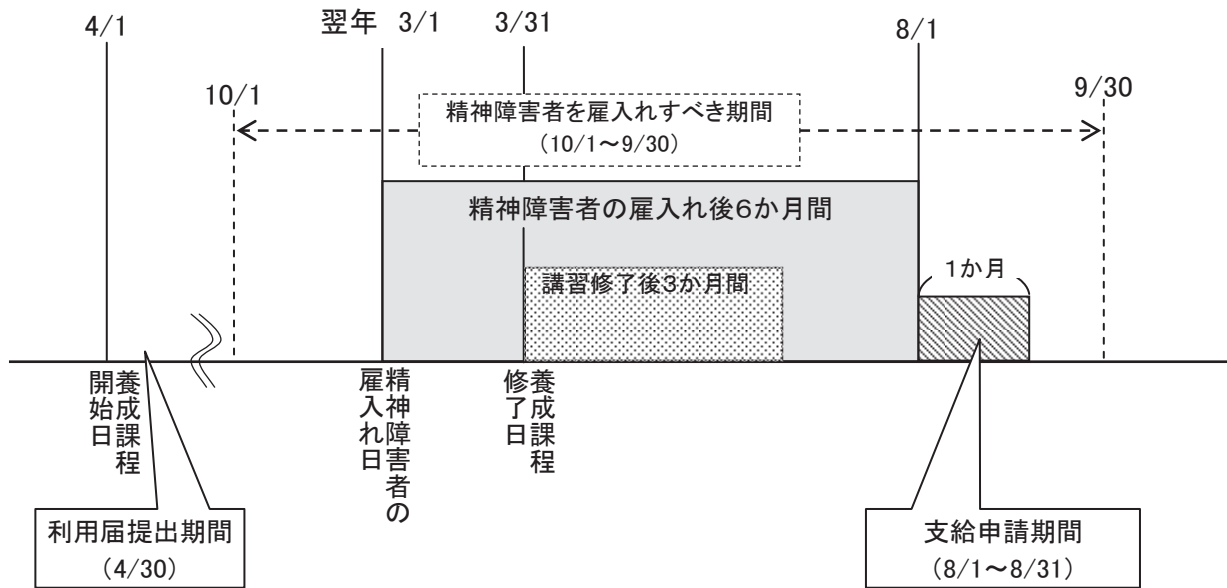 4/1
翌年 3/1
3/31
8/1
10/1
9/30
精神障害者を雇入れすべき期間
（10/1～9/30）
精神障害者の雇入れ後6か月間
講習修了後3か月間
1か月
養成課程
開始日
精神障害者の
雇入れ日
養成課程
修了日
利用届提出期間
（4/30）
支給申請期間
（8/1～8/31）